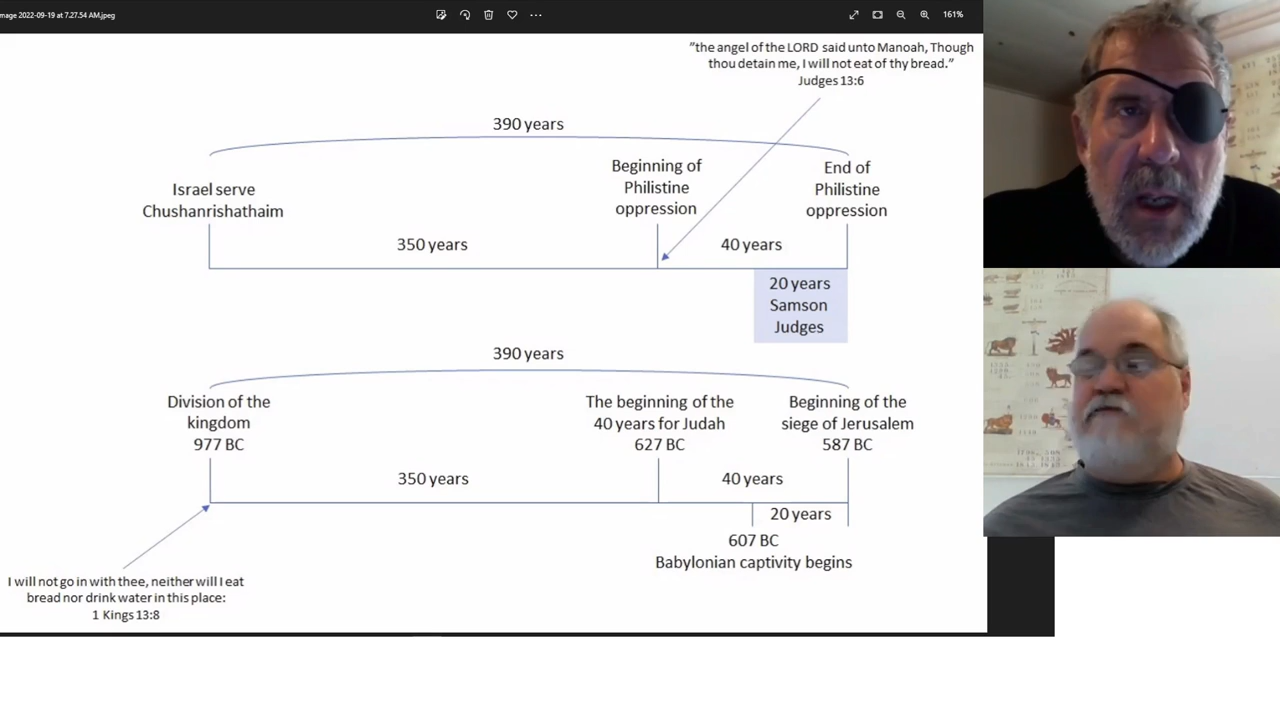 mage 2022-09-19 at 7.27.54 AM.jpeg
161%
"the angel of the LORD said unto Manoah, Though
thou detain me, I will not eat of thy bread."
Judges 13:6
390 years
Israel serve
Chushanrishathaim
Beginning of
Philistine
oppression
End of
Philistine
oppression
350 years
40 years
20 years
Samson
Judges
390 years
Division of the
kingdom
977 BC
The beginning of the
40 years for Judah
627 BC
Beginning of the
siege of Jerusalem
587 BC
350 years
40 years
20 years
607 BC
Babylonian captivity begins
I will not go in with thee, neither will I eat
bread nor drink water in this place:
1 Kings 13:8